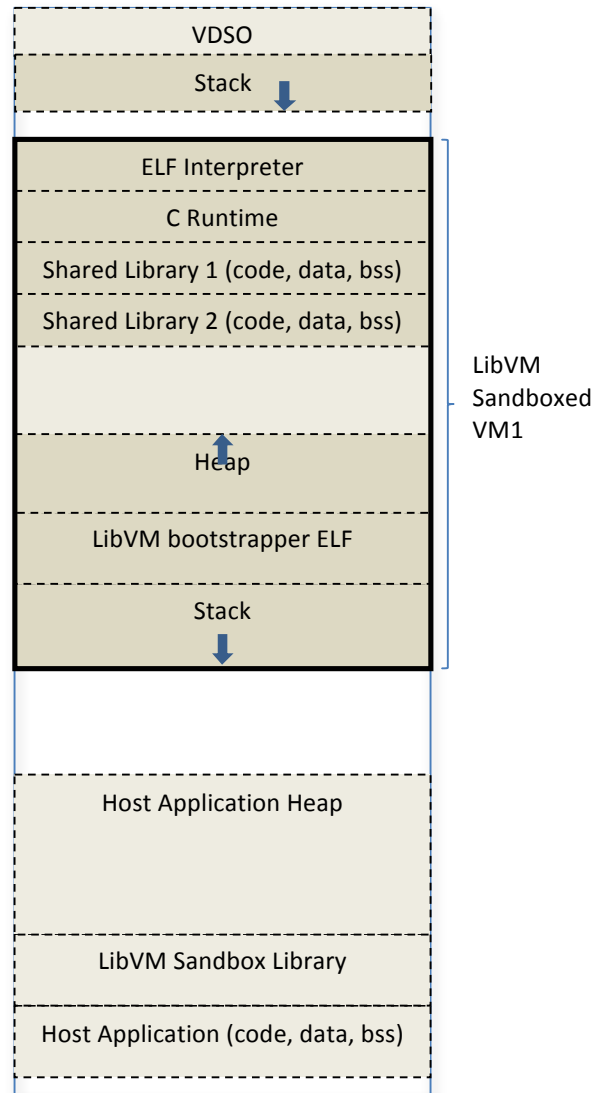 VDSO
Stack
ELF Interpreter
C Runtime
Shared Library 1 (code, data, bss)
Shared Library 2 (code, data, bss)
LibVM
Sandboxed
VM1
Heap
LibVM bootstrapper ELF
Stack
Host Application Heap
LibVM Sandbox Library
Host Application (code, data, bss)